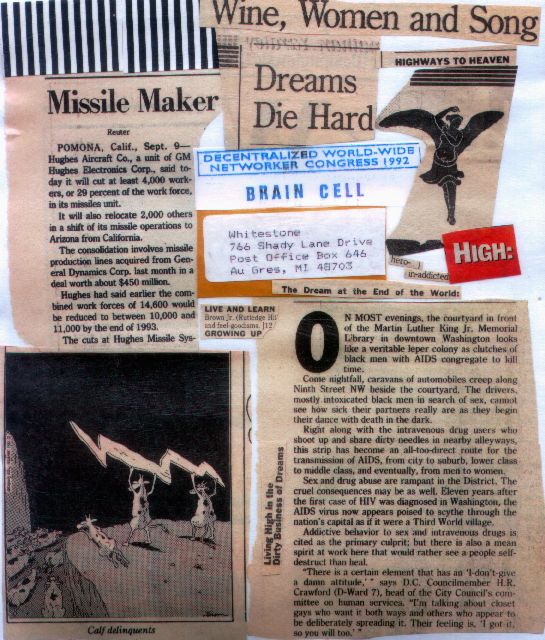 Wine, Women and Song
Dreams
Die Hard
HIGHWAYS TO HEAVEN
Missile Maker
Reuter
POMONA, Calif., Sept. 9—
Hughes Aircraft Co., a unit of GM
Hughes Electronics Corp., said to-
day it will cut at least 4,000 work-
ers, or 29 percent of the work force,
in its missiles unit.
It will also relocate 2,000 others
in a shift of its missile operations to
Arizona from California.
The consolidation involves missile
production lines acquired from Gen-
eral Dynamics Corp. last month in a
deal worth about $450 million.
Hughes had said earlier the com-
bined work forces of 14,600 would
be reduced to between 10,000 and
11,000 by the end of 1993.
The cuts at Hughes Missile Sys-
DECENTRALIZED WORLD-WIDE
NETWORKER CONGRESS 1992
BRAIN CELL
Whitestone
766 Shady Lane Drive
Post Office Box 646
Au Gres, MI 48703
hero-
in-addicted
HIGH:
The Dream at the End of the World:
LIVE AND LEARN
Brown Jr. (Rutledge Hil
and feel-goodisms. J12
GROWING UP
ON MOST evenings, the courtyard in front
of the Martin Luther King Jr. Memorial
Library in downtown Washington looks
like a veritable leper colony as clutches of
black men with AIDS congregate to kill
time.
Come nightfall, caravans of automobiles creep along
Ninth Street NW beside the courtyard. The drivers,
mostly intoxicated black men in search of sex, cannot
see how sick their partners really are as they begin
their dance with death in the dark.
Right along with the intravenous drug users who
shoot up and share dirty needles in nearby alleyways,
this strip has become an all-too-direct route for the
transmission of AIDS, from city to suburb, lower class
to middle class, and eventually, from men to women.
Sex and drug abuse are rampant in the District. The
cruel consequences may be as well. Eleven years after
the first case of HIV was diagnosed in Washington, the
AIDS virus now appears poised to scythe through the
nation's capital as if it were a Third World village.
Addictive behavior to sex and intravenous drugs is
cited as the primary culprit; but there is also a mean
spirit at work here that would rather see a people self-
destruct than heal.
"There is a certain element that has an 'I-don't-give
a damn attitude,' " says D.C. Councilmember H.R.
Crawford (D-Ward 7), head of the City Council's com-
mittee on human services. "I'm talking about closet
gays who want it both ways and others who appear to
be deliberately spreading it. Their feeling is, 'I got it,
so you will too.' "
Living High in the
Dirty Business of Dreams
Calf delinquents